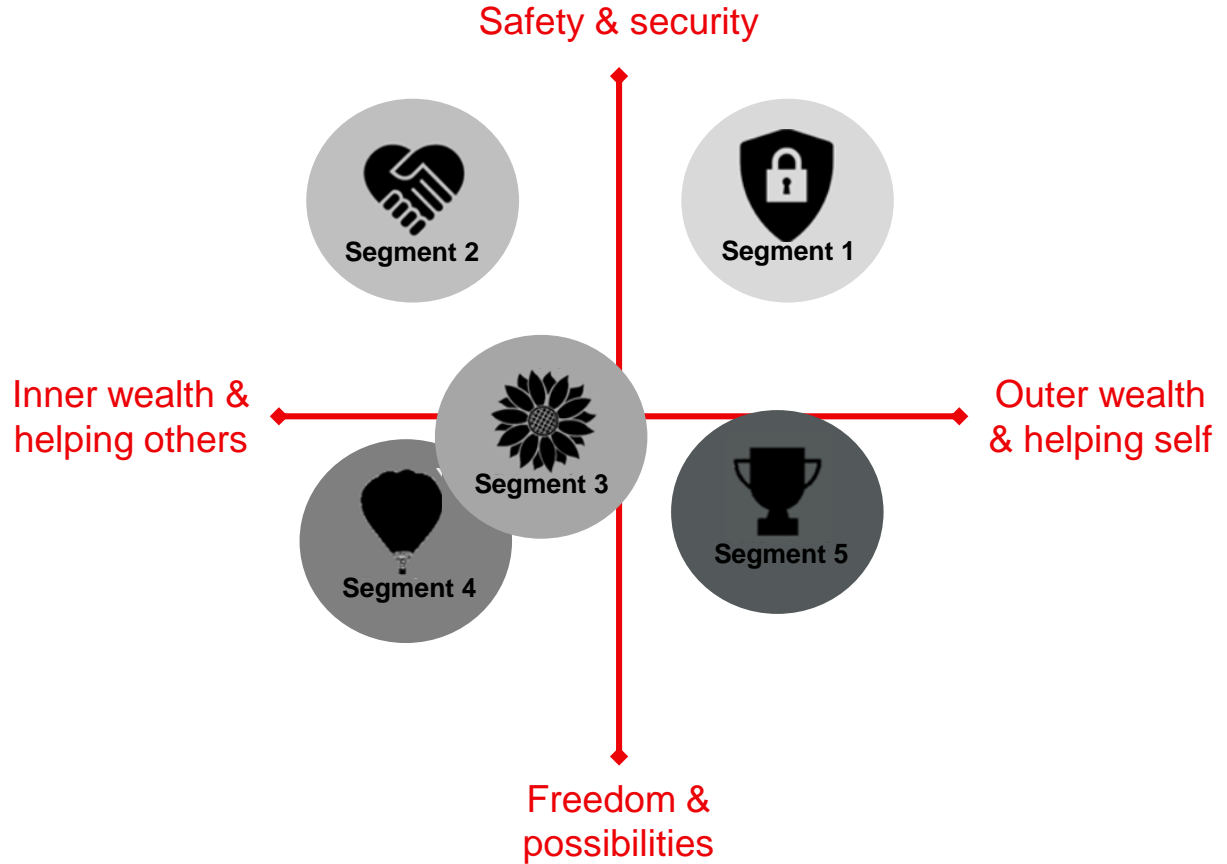 Safety & security
Segment 2
Segment 1
Inner wealth &
helping others
Outer wealth
& helping self
Segment 3
Segment 5
Segment 4
Freedom &
possibilities